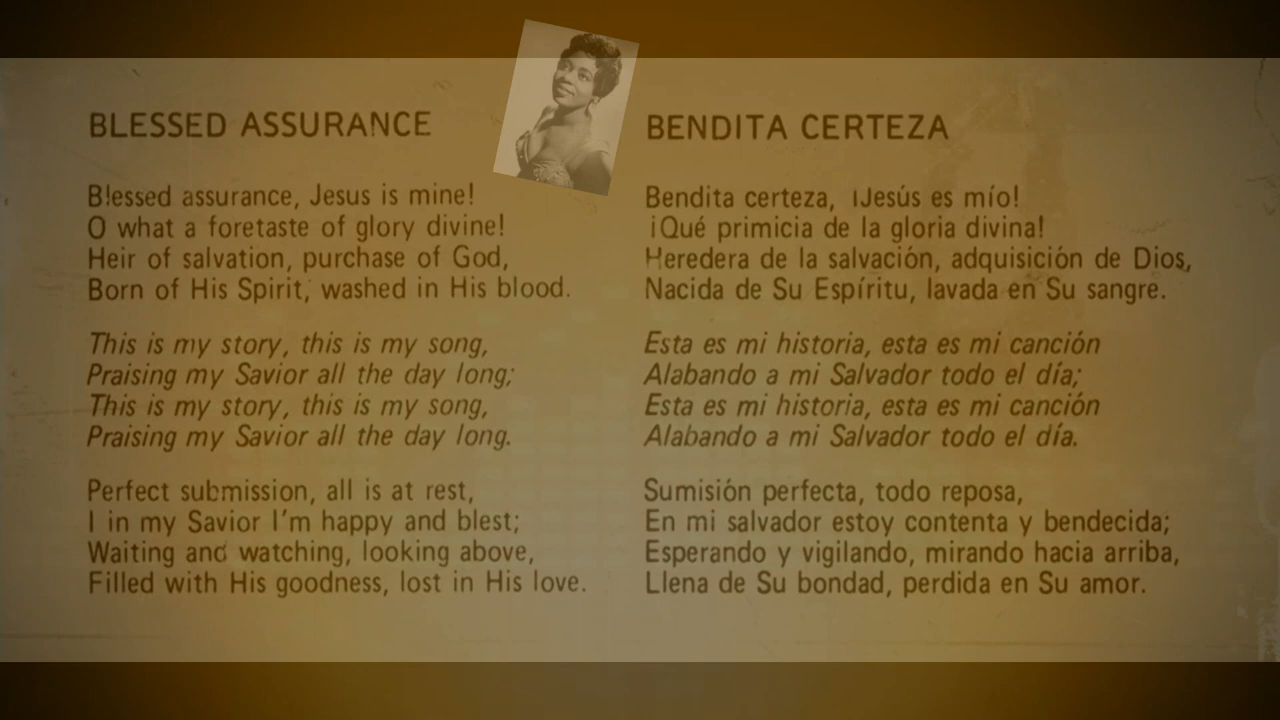 BLESSED ASSURANCE
Blessed assurance, Jesus is mine!
O what a foretaste of glory divine!
Heir of salvation, purchase of God,
Born of His Spirit, washed in His blood.
This is my story, this is my song,
Praising my Savior all the day long;
This is my story, this is my song,
Praising my Savior all the day long.
Perfect submission, all is at rest,
I in my Savior I'm happy and blest;
Waiting and watching, looking above,
Filled with His goodness, lost in His love.
BENDITA CERTEZA
Bendita certeza, ¡Jesús es mío!
¡Qué primicia de la gloria divina!
Heredera de la salvación, adquisición de Dios,
Nacida de Su Espíritu, lavada en Su sangre.
Esta es mi historia, esta es mi canción
Alabando a mi Salvador todo el día;
Esta es mi historia, esta es mi canción
Alabando a mi Salvador todo el día.
Sumisión perfecta, todo reposa,
En mi salvador estoy contenta y bendecida;
Esperando y vigilando, mirando hacia arriba,
Llena de Su bondad, perdida en Su amor.